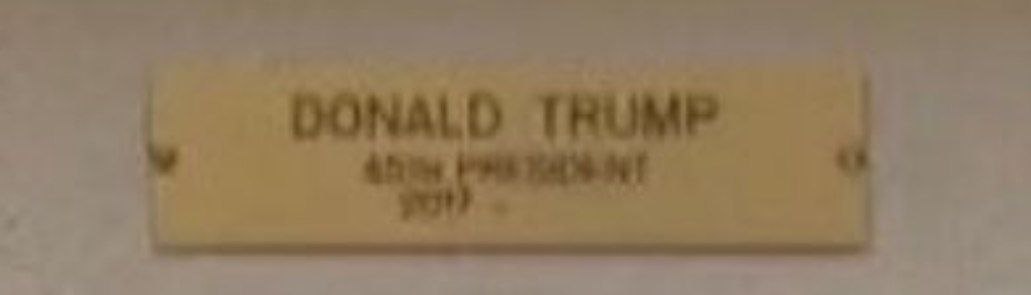 DONALD TRUMP
45TH PRESIDENT
2017 -